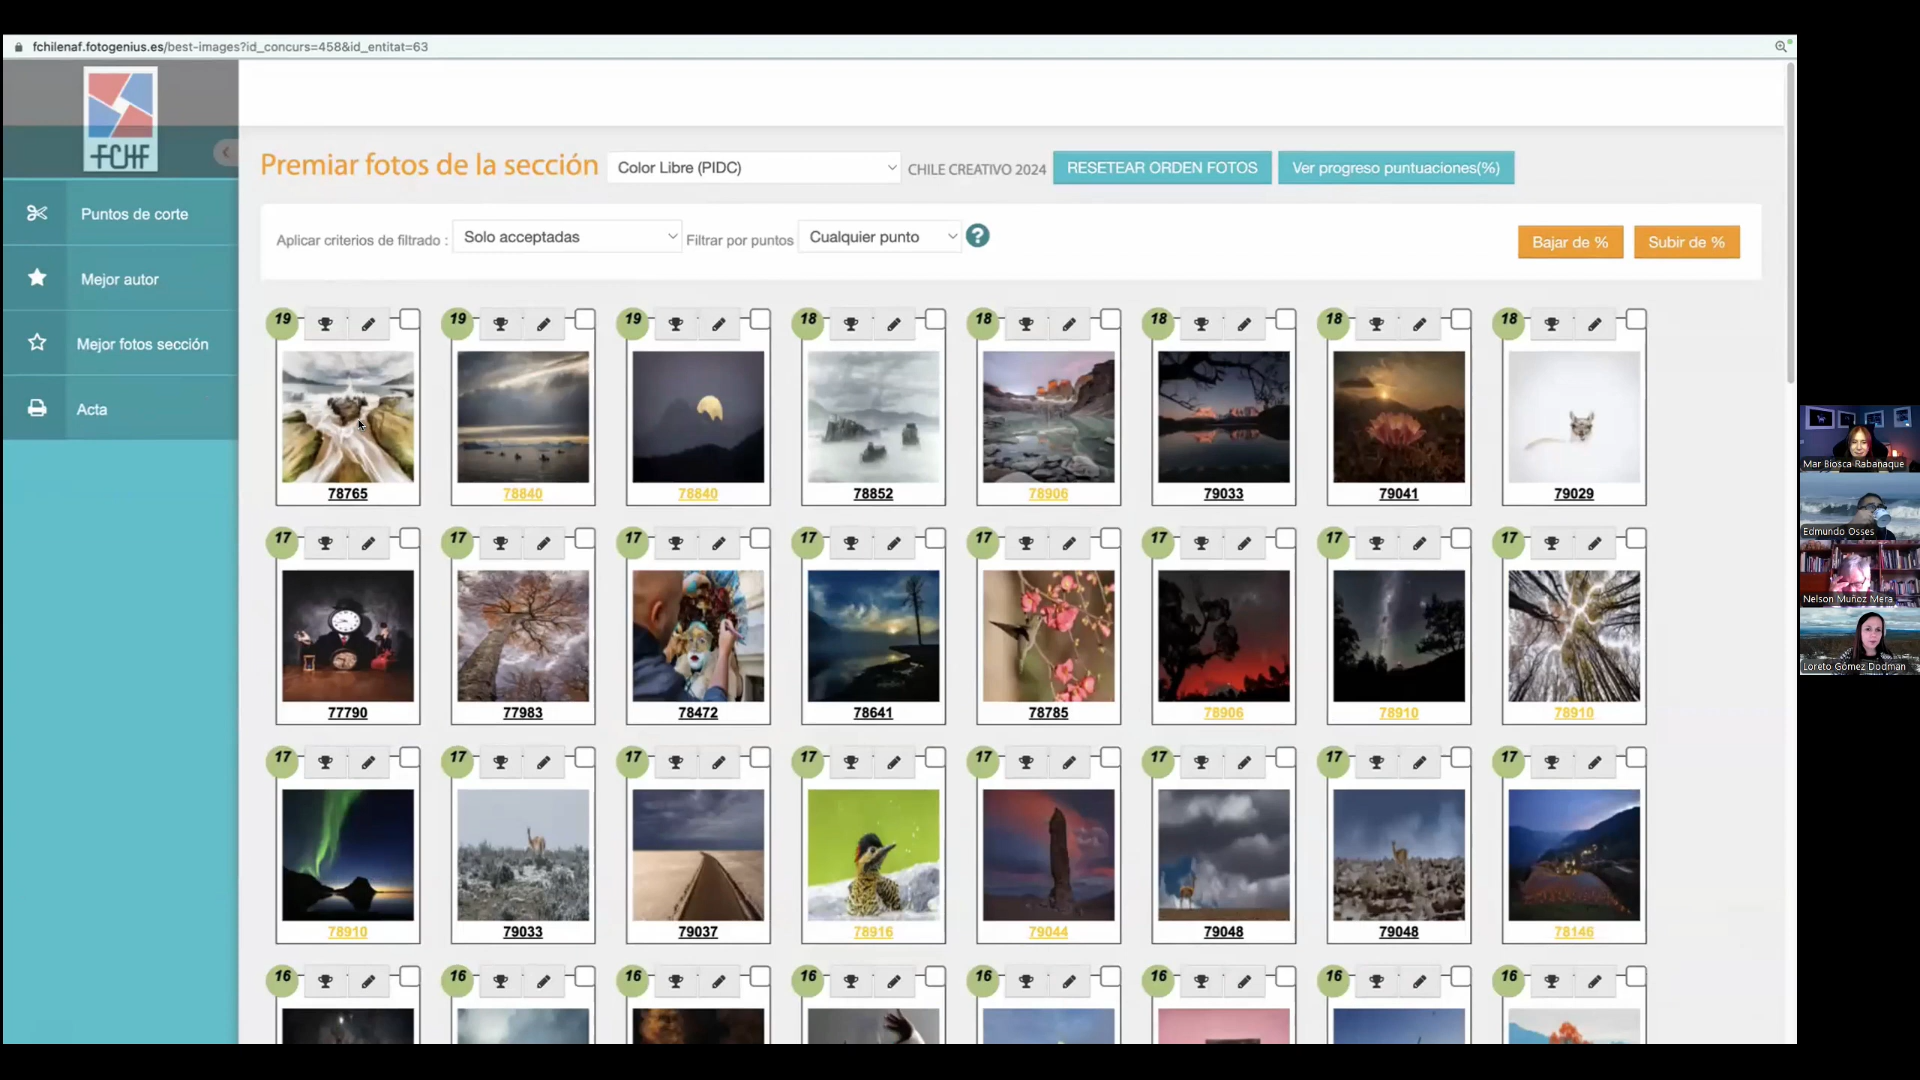 fchilenaf.fotogenius.es/best-images?id_concurs=458&id_entitat=63
FCHF
Premiar fotos de la sección
Color Libre (PIDC)
CHILE CREATIVO 2024
RESETEAR ORDEN FOTOS
Ver progreso puntuaciones(%)
Puntos de corte
Mejor autor
Mejor fotos sección
Acta
Aplicar criterios de filtrado :
Solo acceptadas
Filtrar por puntos
Cualquier punto
?
Bajar de %
Subir de %
19 19 19 18 18 18 18 18
78765 78840 78840 78852 78906 79033 79041 79029
17 17 17 17 17 17 17 17
77790 77983 78472 78641 78785 78906 78910 78910
17 17 17 17 17 17 17 17
78910 79033 79037 78916 79044 79048 79048 78146
16 16 16 16 16 16 16 16
Mar Biosca Rabanaque
Edmundo Osses
Nelson Muñoz Mera
Loreto Gómez Dodman